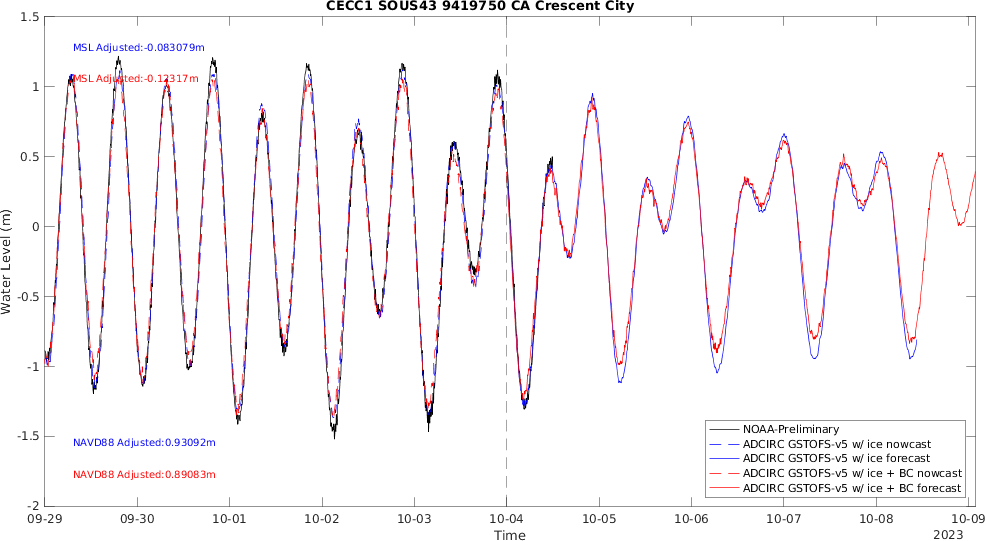 CECC1 SOUS43 9419750 CA Crescent City
1.5
MSL Adjusted:-0.083079m
MSL Adjusted:-0.12317m
1
0.5
0
-0.5
-1
-1.5
-2
Water Level (m)
NAVD88 Adjusted:0.93092m
NAVD88 Adjusted:0.89083m
NOAA-Preliminary
ADCIRC GSTOFS-v5 w/ ice nowcast
ADCIRC GSTOFS-v5 w/ ice forecast
ADCIRC GSTOFS-v5 w/ ice + BC nowcast
ADCIRC GSTOFS-v5 w/ ice + BC forecast
09-29 09-30 10-01 10-02 10-03 10-04 10-05 10-06 10-07 10-08 10-09
Time
2023